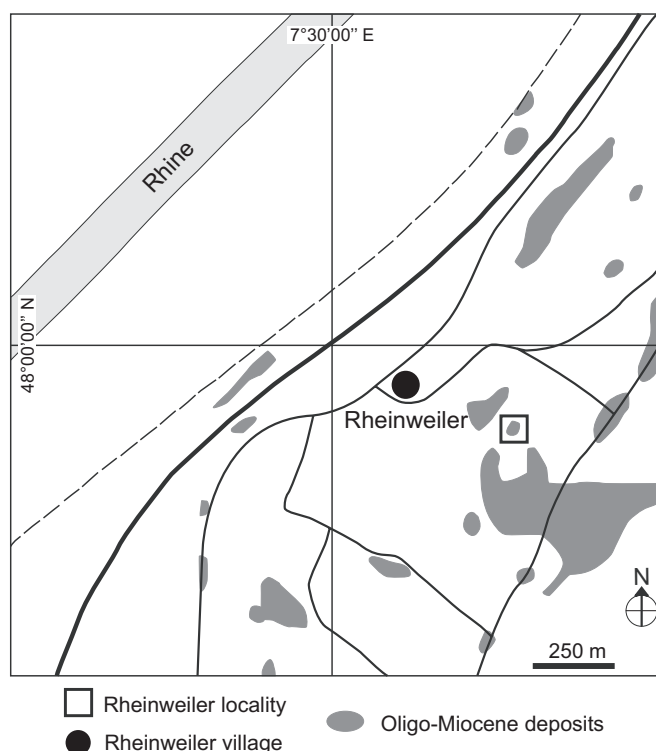 7°30'00'' E
Rhine
48°00'00'' N
Rheinweiler
N
250 m
Rheinweiler locality
Oligo-Miocene deposits
Rheinweiler village